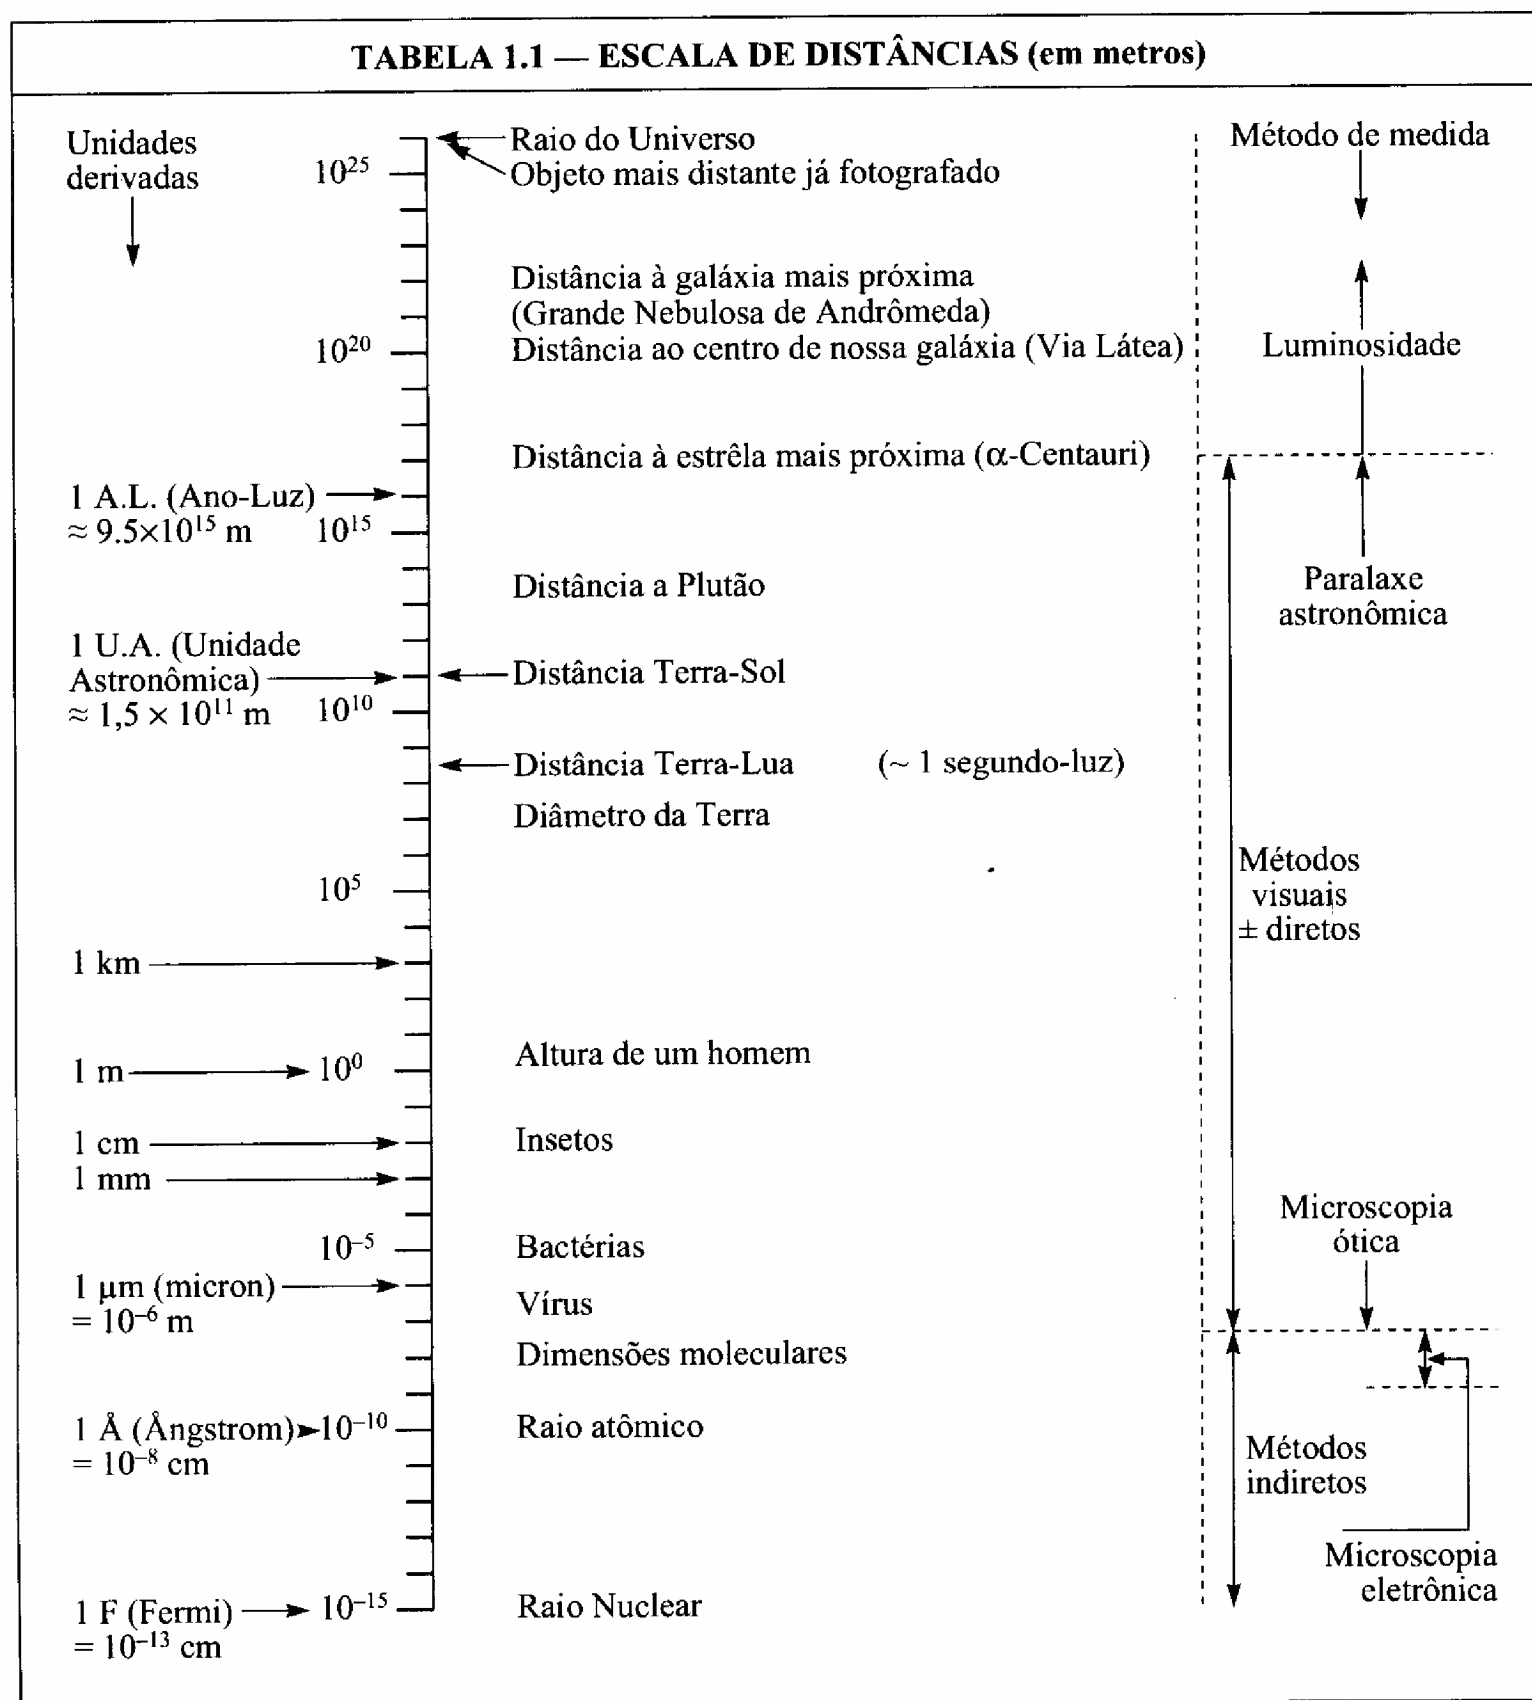 TABELA 1.1 — ESCALA DE DISTÂNCIAS (em metros)
Unidades
derivadas
10²⁵
Raio do Universo
Objeto mais distante já fotografado
Método de medida
Distância à galáxia mais próxima
(Grande Nebulosa de Andrômeda)
10²⁰
Distância ao centro de nossa galáxia (Via Látea)
Luminosidade
Distância à estrêla mais próxima (α-Centauri)
1 A.L. (Ano-Luz)
≈ 9.5×10¹⁵ m
10¹⁵
Distância a Plutão
Paralaxe
astronômica
1 U.A. (Unidade
Astronômica)
≈ 1,5 × 10¹¹ m
Distância Terra-Sol
10¹⁰
Distância Terra-Lua (~ 1 segundo-luz)
Diâmetro da Terra
10⁵
Métodos
visuais
± diretos
1 km
1 m
10⁰
Altura de um homem
1 cm
Insetos
1 mm
Microscopia
ótica
10⁻⁵
Bactérias
1 μm (micron)
= 10⁻⁶ m
Vírus
Dimensões moleculares
1 Å (Ångstrom)
= 10⁻⁸ cm
10⁻¹⁰
Raio atômico
Métodos
indiretos
Microscopia
eletrônica
1 F (Fermi)
= 10⁻¹³ cm
10⁻¹⁵
Raio Nuclear